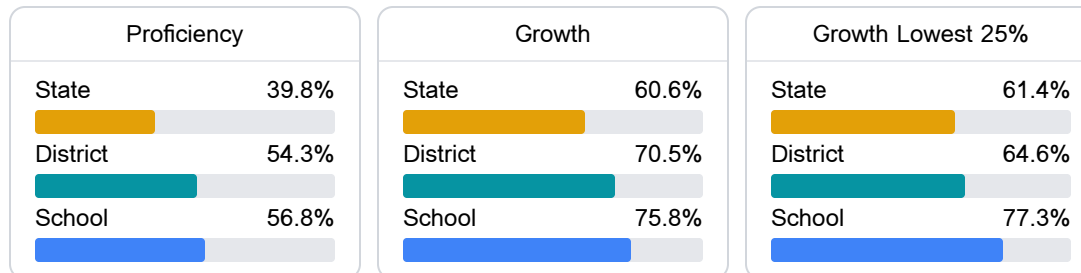 Proficiency
State 39.8%
District 54.3%
School 56.8%
Growth
State 60.6%
District 70.5%
School 75.8%
Growth Lowest 25%
State 61.4%
District 64.6%
School 77.3%